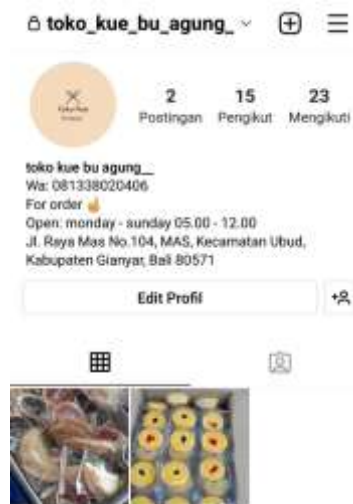 toko_kue_bu_agung_
2 15 23
Postingan Pengikut Mengikuti
toko kue bu agung__
Wa: 081338020406
For order
Open: monday - sunday 05.00 - 12.00
Jl. Raya Mas No.104, MAS, Kecamatan Ubud,
Kabupaten Gianyar, Bali 80571
Edit Profil